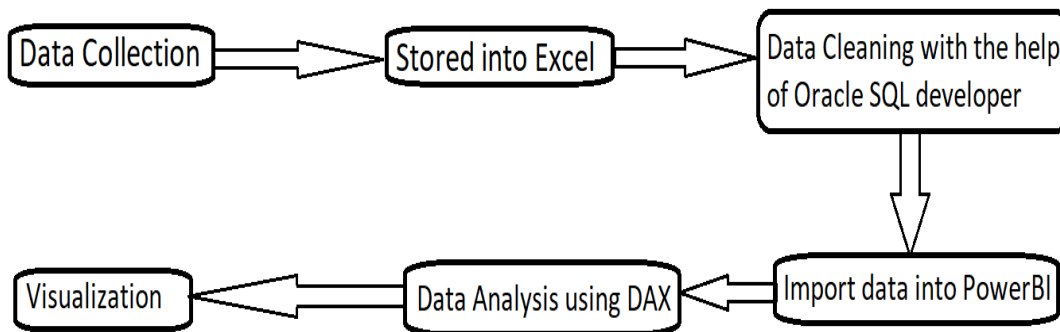 Data Collection
Stored into Excel
Data Cleaning with the help
of Oracle SQL developer
Import data into PowerBI
Data Analysis using DAX
Visualization